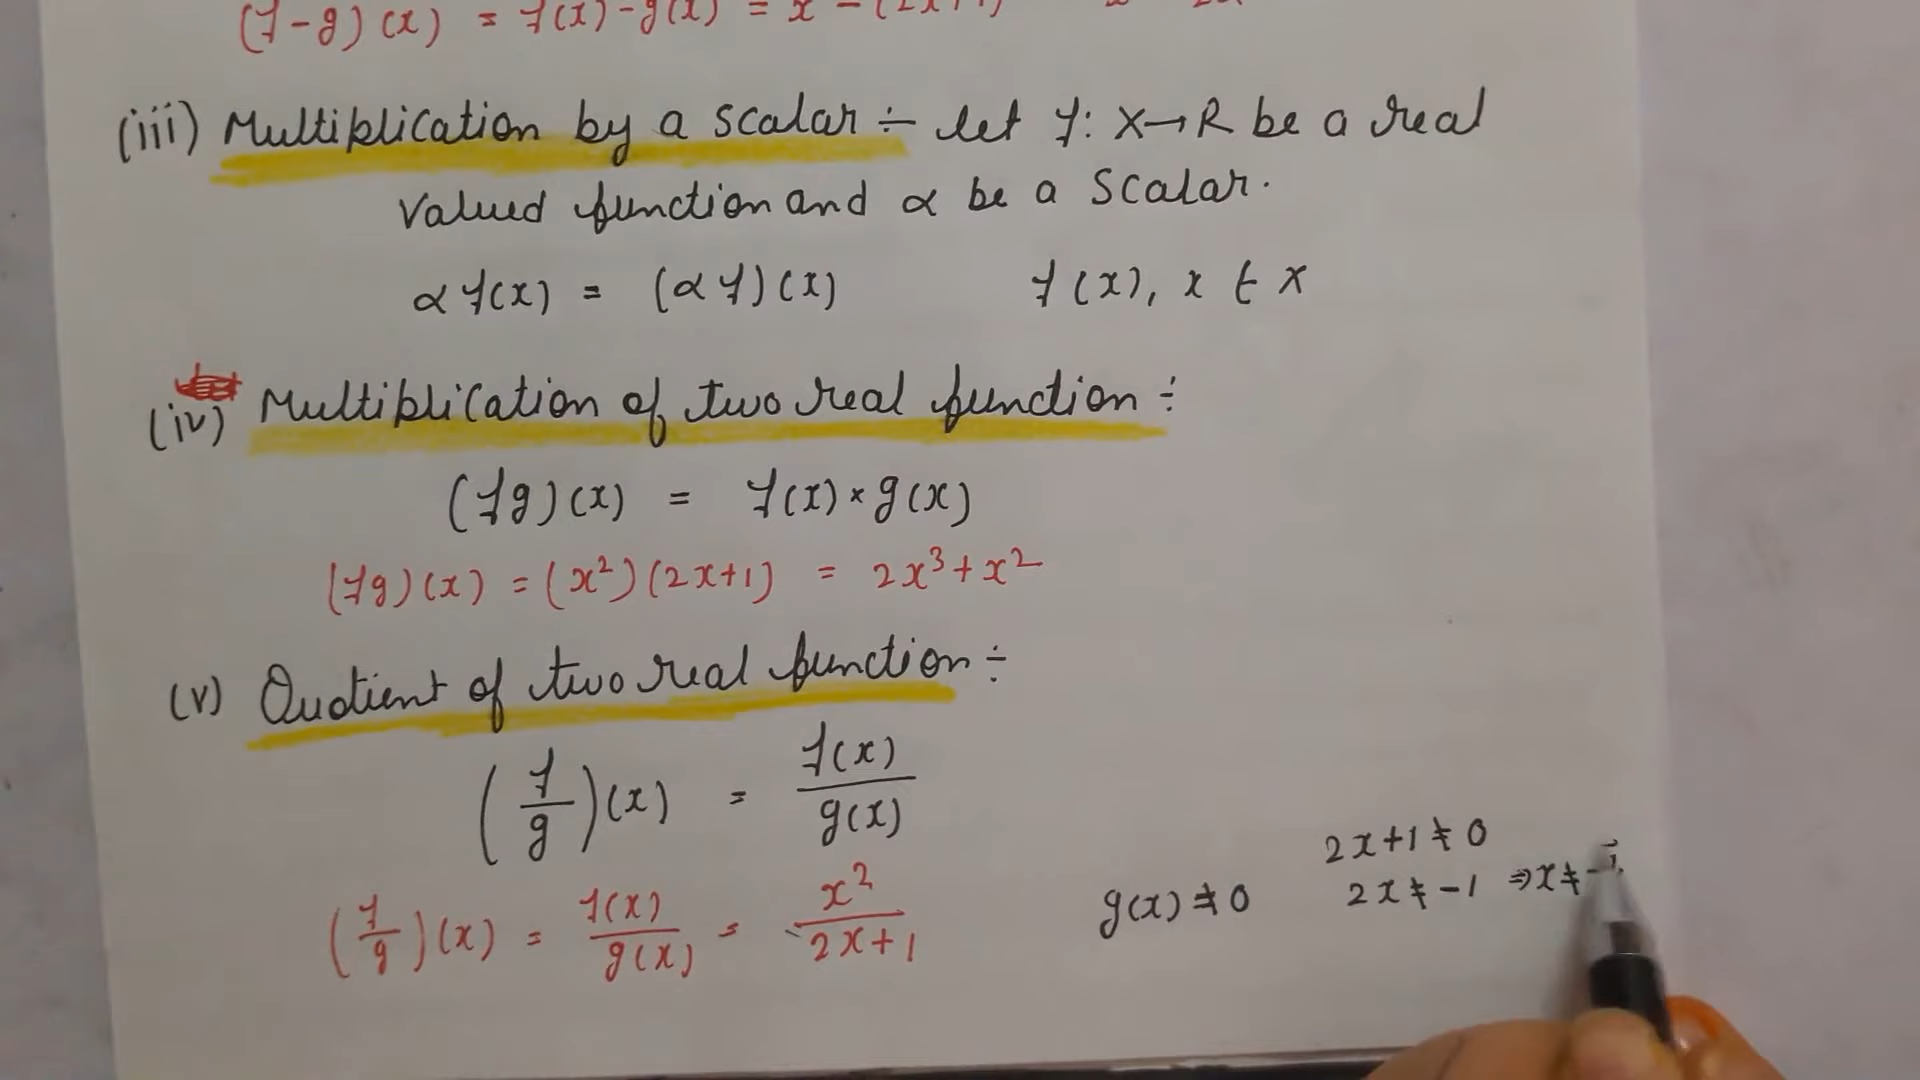 (f-g)(x) = f(x)-g(x) = x - (2x+1)
(iii) Multiplication by a scalar ÷ let f: X→R be a real
valued function and α be a Scalar.
αf(x) = (αf)(x) f(x), x ∈ X
(iv) Multiplication of two real function ÷
(fg)(x) = f(x)×g(x)
(fg)(x) = (x²)(2x+1) = 2x³+x²
(v) Quotient of two real function ÷
(f/g)(x) = f(x)/g(x)
(f/g)(x) = f(x)/g(x) = x²/2x+1
g(x) ≠ 0
2x+1 ≠ 0
2x ≠ -1 ⇒ x ≠ -